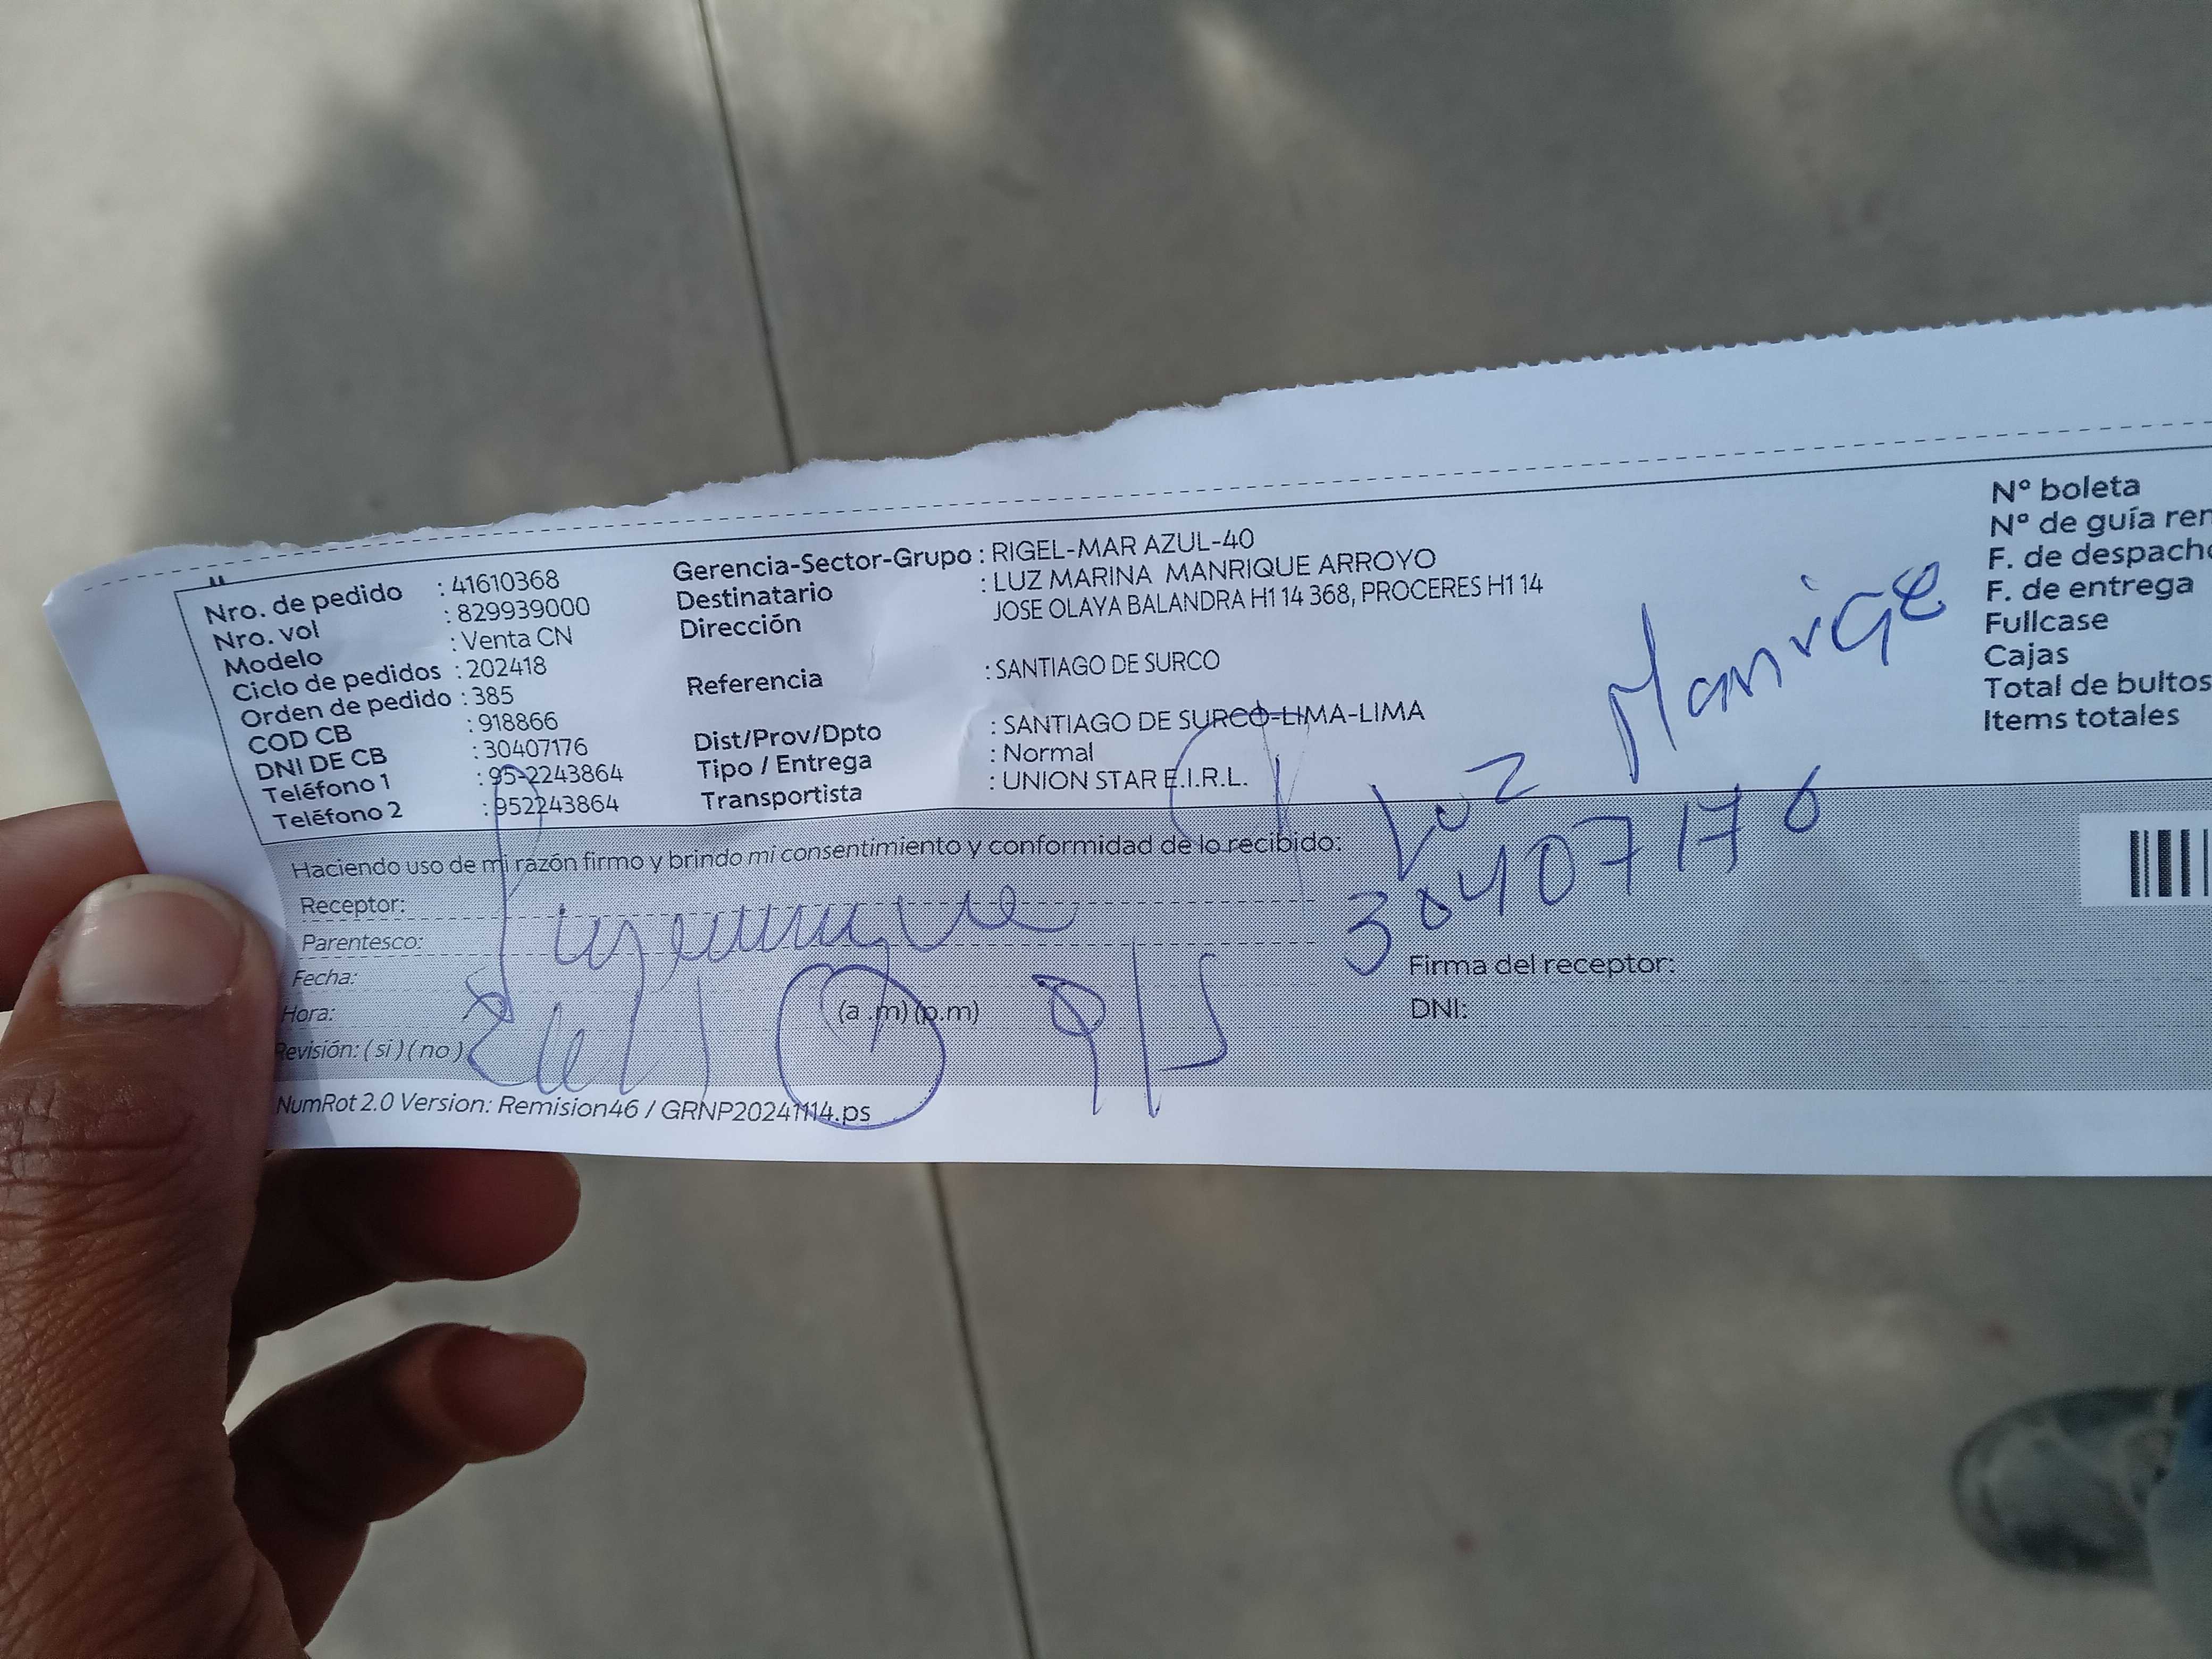 Nro. de pedido : 41610368
Nro. vol : 829939000
Modelo : Venta CN
Ciclo de pedidos : 202418
Orden de pedido : 385
COD CB : 918866
DNI DE CB : 30407176
Teléfono 1 : 95-2243864
Teléfono 2 : 952243864
Gerencia-Sector-Grupo : RIGEL-MAR AZUL-40
Destinatario : LUZ MARINA MANRIQUE ARROYO
Dirección JOSE OLAYA BALANDRA H1 14 368, PROCERES H1 14
Referencia : SANTIAGO DE SURCO
Dist/Prov/Dpto : SANTIAGO DE SURCO-LIMA-LIMA
Tipo / Entrega : Normal
Transportista : UNION STAR E.I.R.L.
Nº boleta
Nº de guía rem
F. de despacho
F. de entrega
Fullcase
Cajas
Total de bultos
Items totales
Luz Manrige
30407176
Haciendo uso de mi razón firmo y brindo mi consentimiento y conformidad de lo recibido:
Receptor:
Parentesco:
Fecha:
Hora: (a .m) (p.m)
Revisión: ( si ) ( no )
Firma del receptor:
DNI:
NumRot 2.0 Version: Remision46 / GRNP20241114.ps